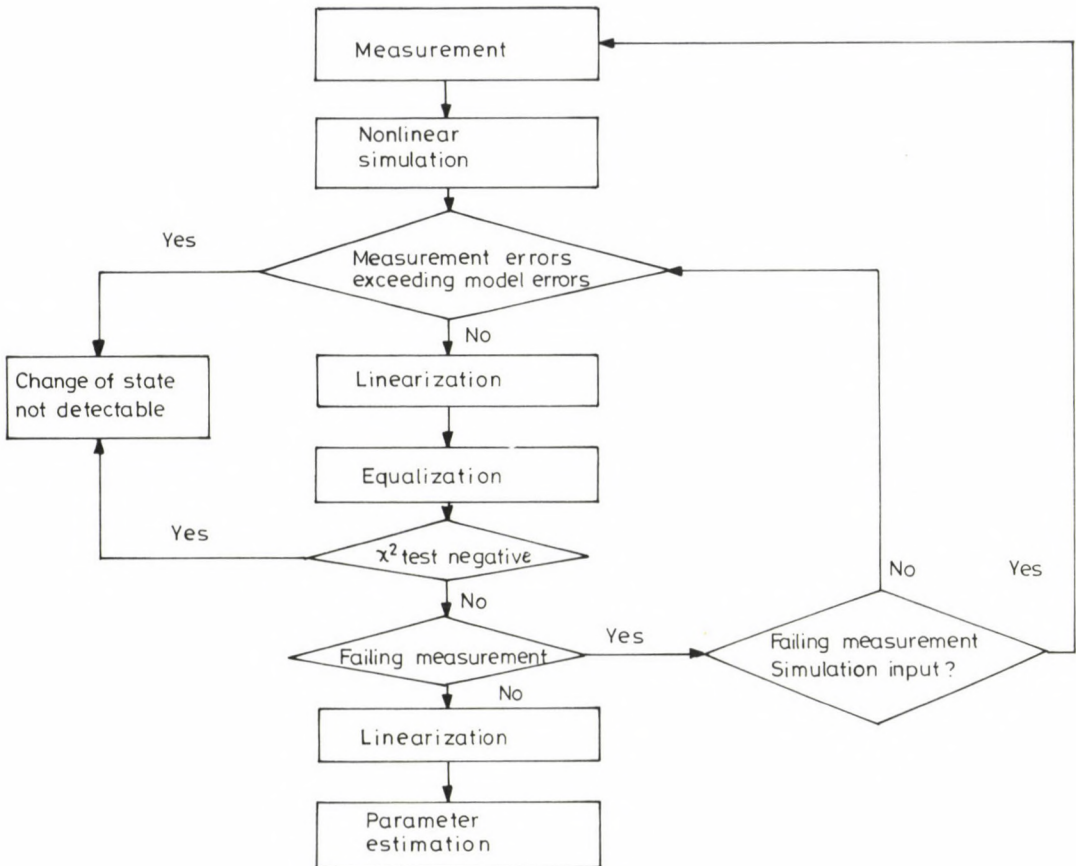 Measurement
Nonlinear
simulation
Yes
Measurement errors
exceeding model errors
No
Change of state
not detectable
Linearization
Equalization
Yes
χ² test negative
No
Failing measurement
Yes
No
Yes
Failing measurement
Simulation input?
No
Linearization
Parameter
estimation